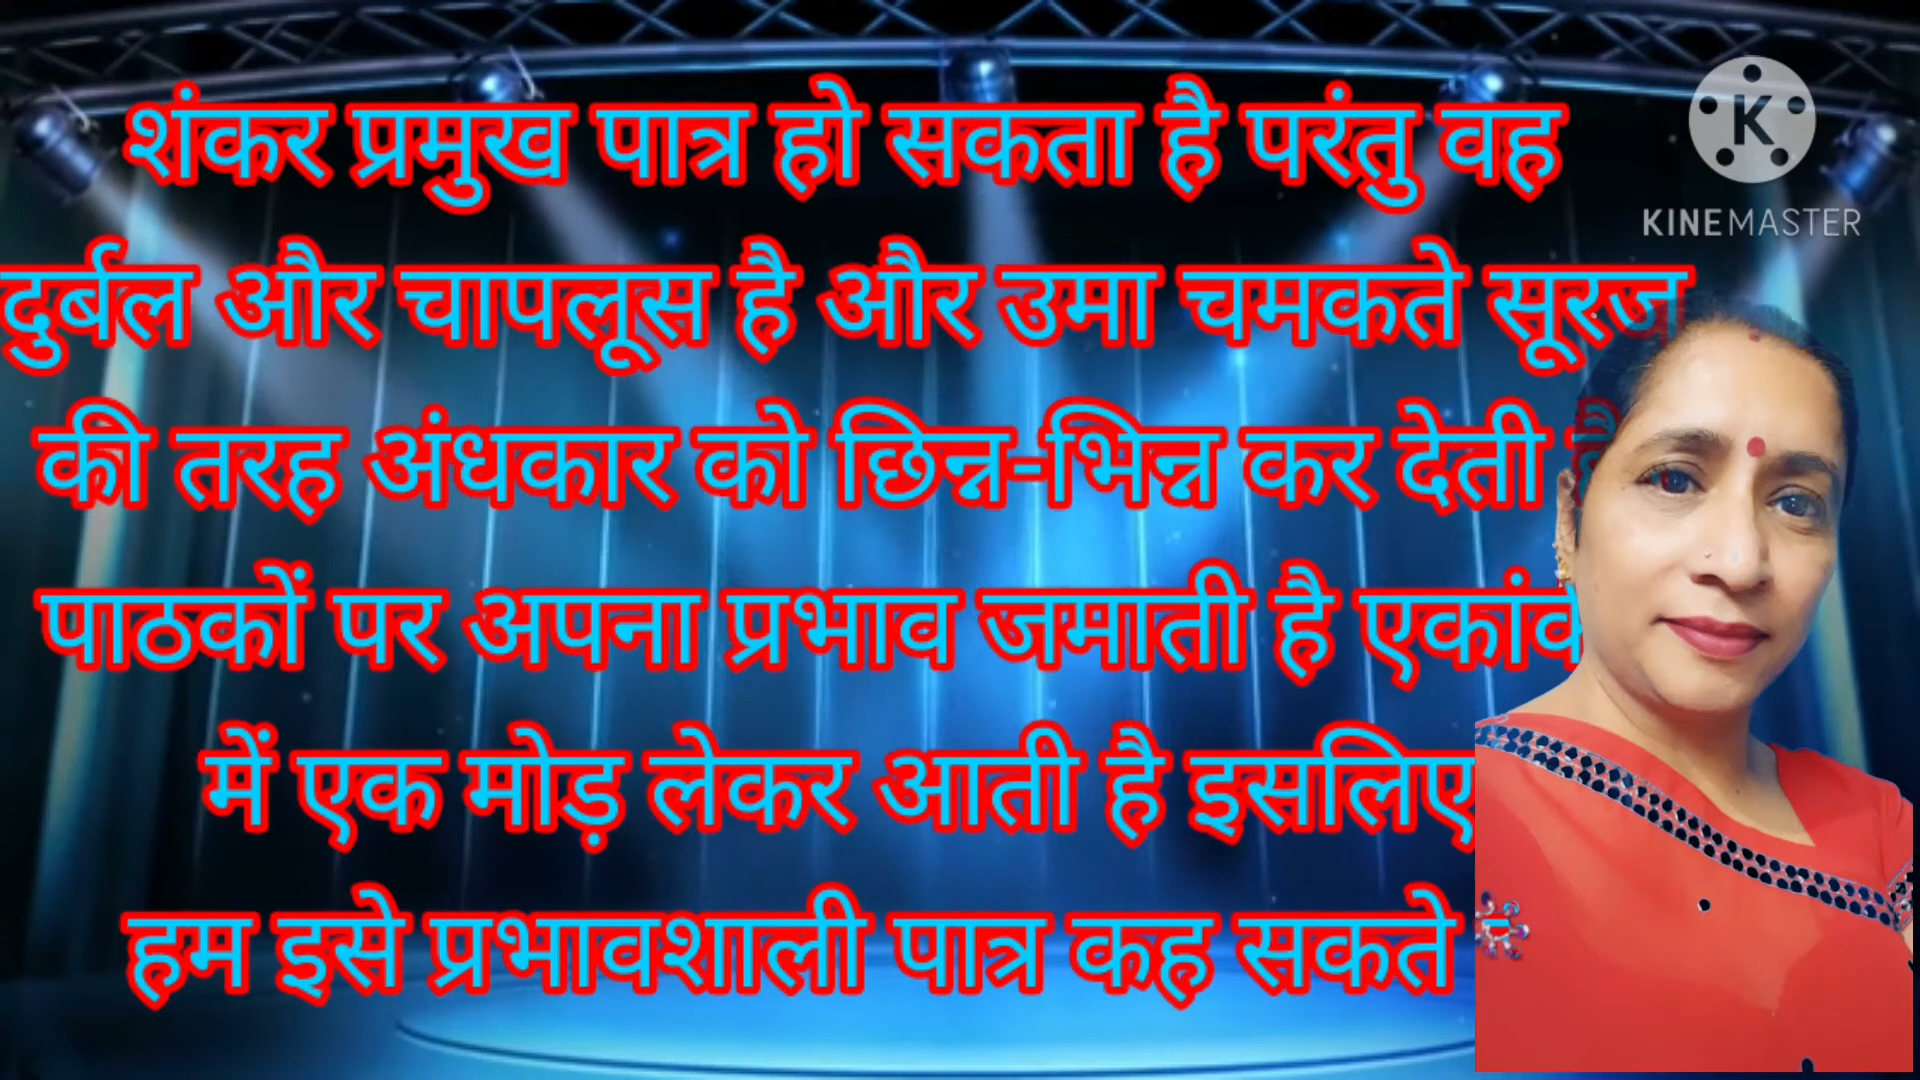 शंकर प्रमुख पात्र हो सकता है परंतु वह
दुर्बल और चापलूस है और उमा चमकते सूरज
की तरह अंधकार को छिन्न-भिन्न कर देती
पाठकों पर अपना प्रभाव जमाती है
में एक मोड़ लेकर आती है इसलिए
हम इसे प्रभावशाली पात्र कह सकते
K
KINEMASTER